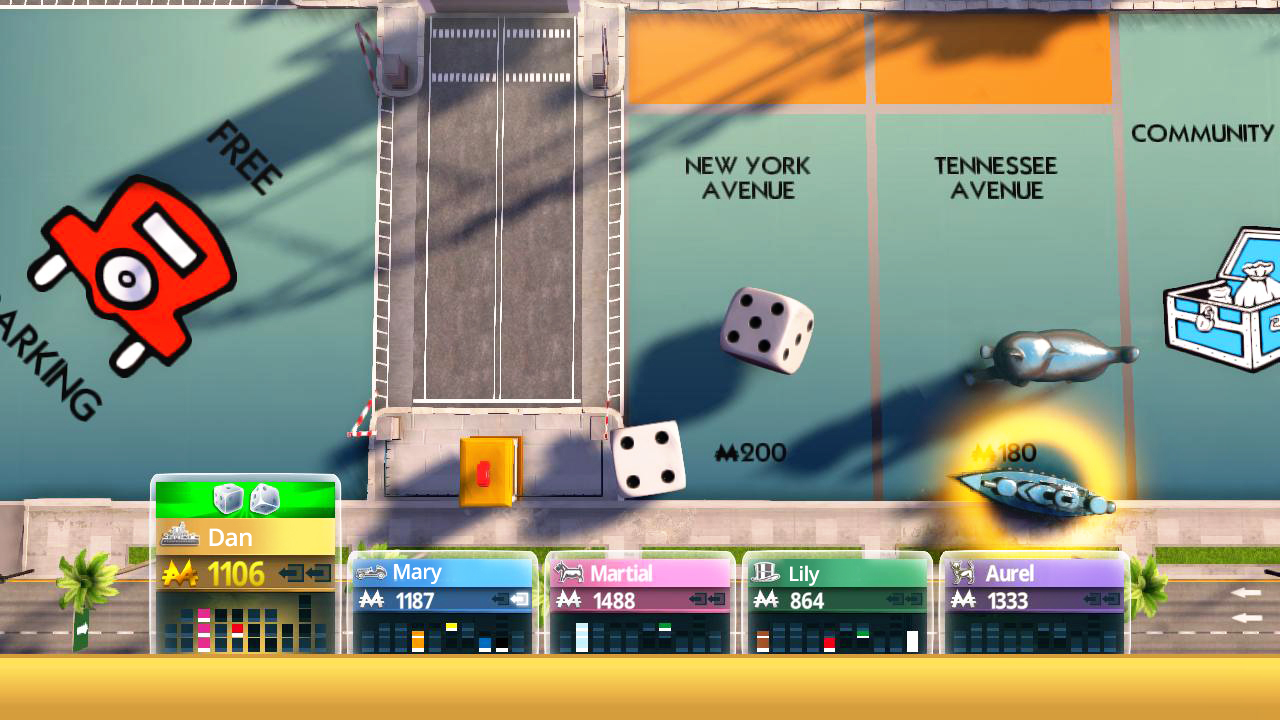 FREE
PARKING
NEW YORK
AVENUE
₩200
TENNESSEE
AVENUE
180
COMMUNITY
Dan
1106
Mary
1187
Martial
1488
Lily
864
Aurel
1333